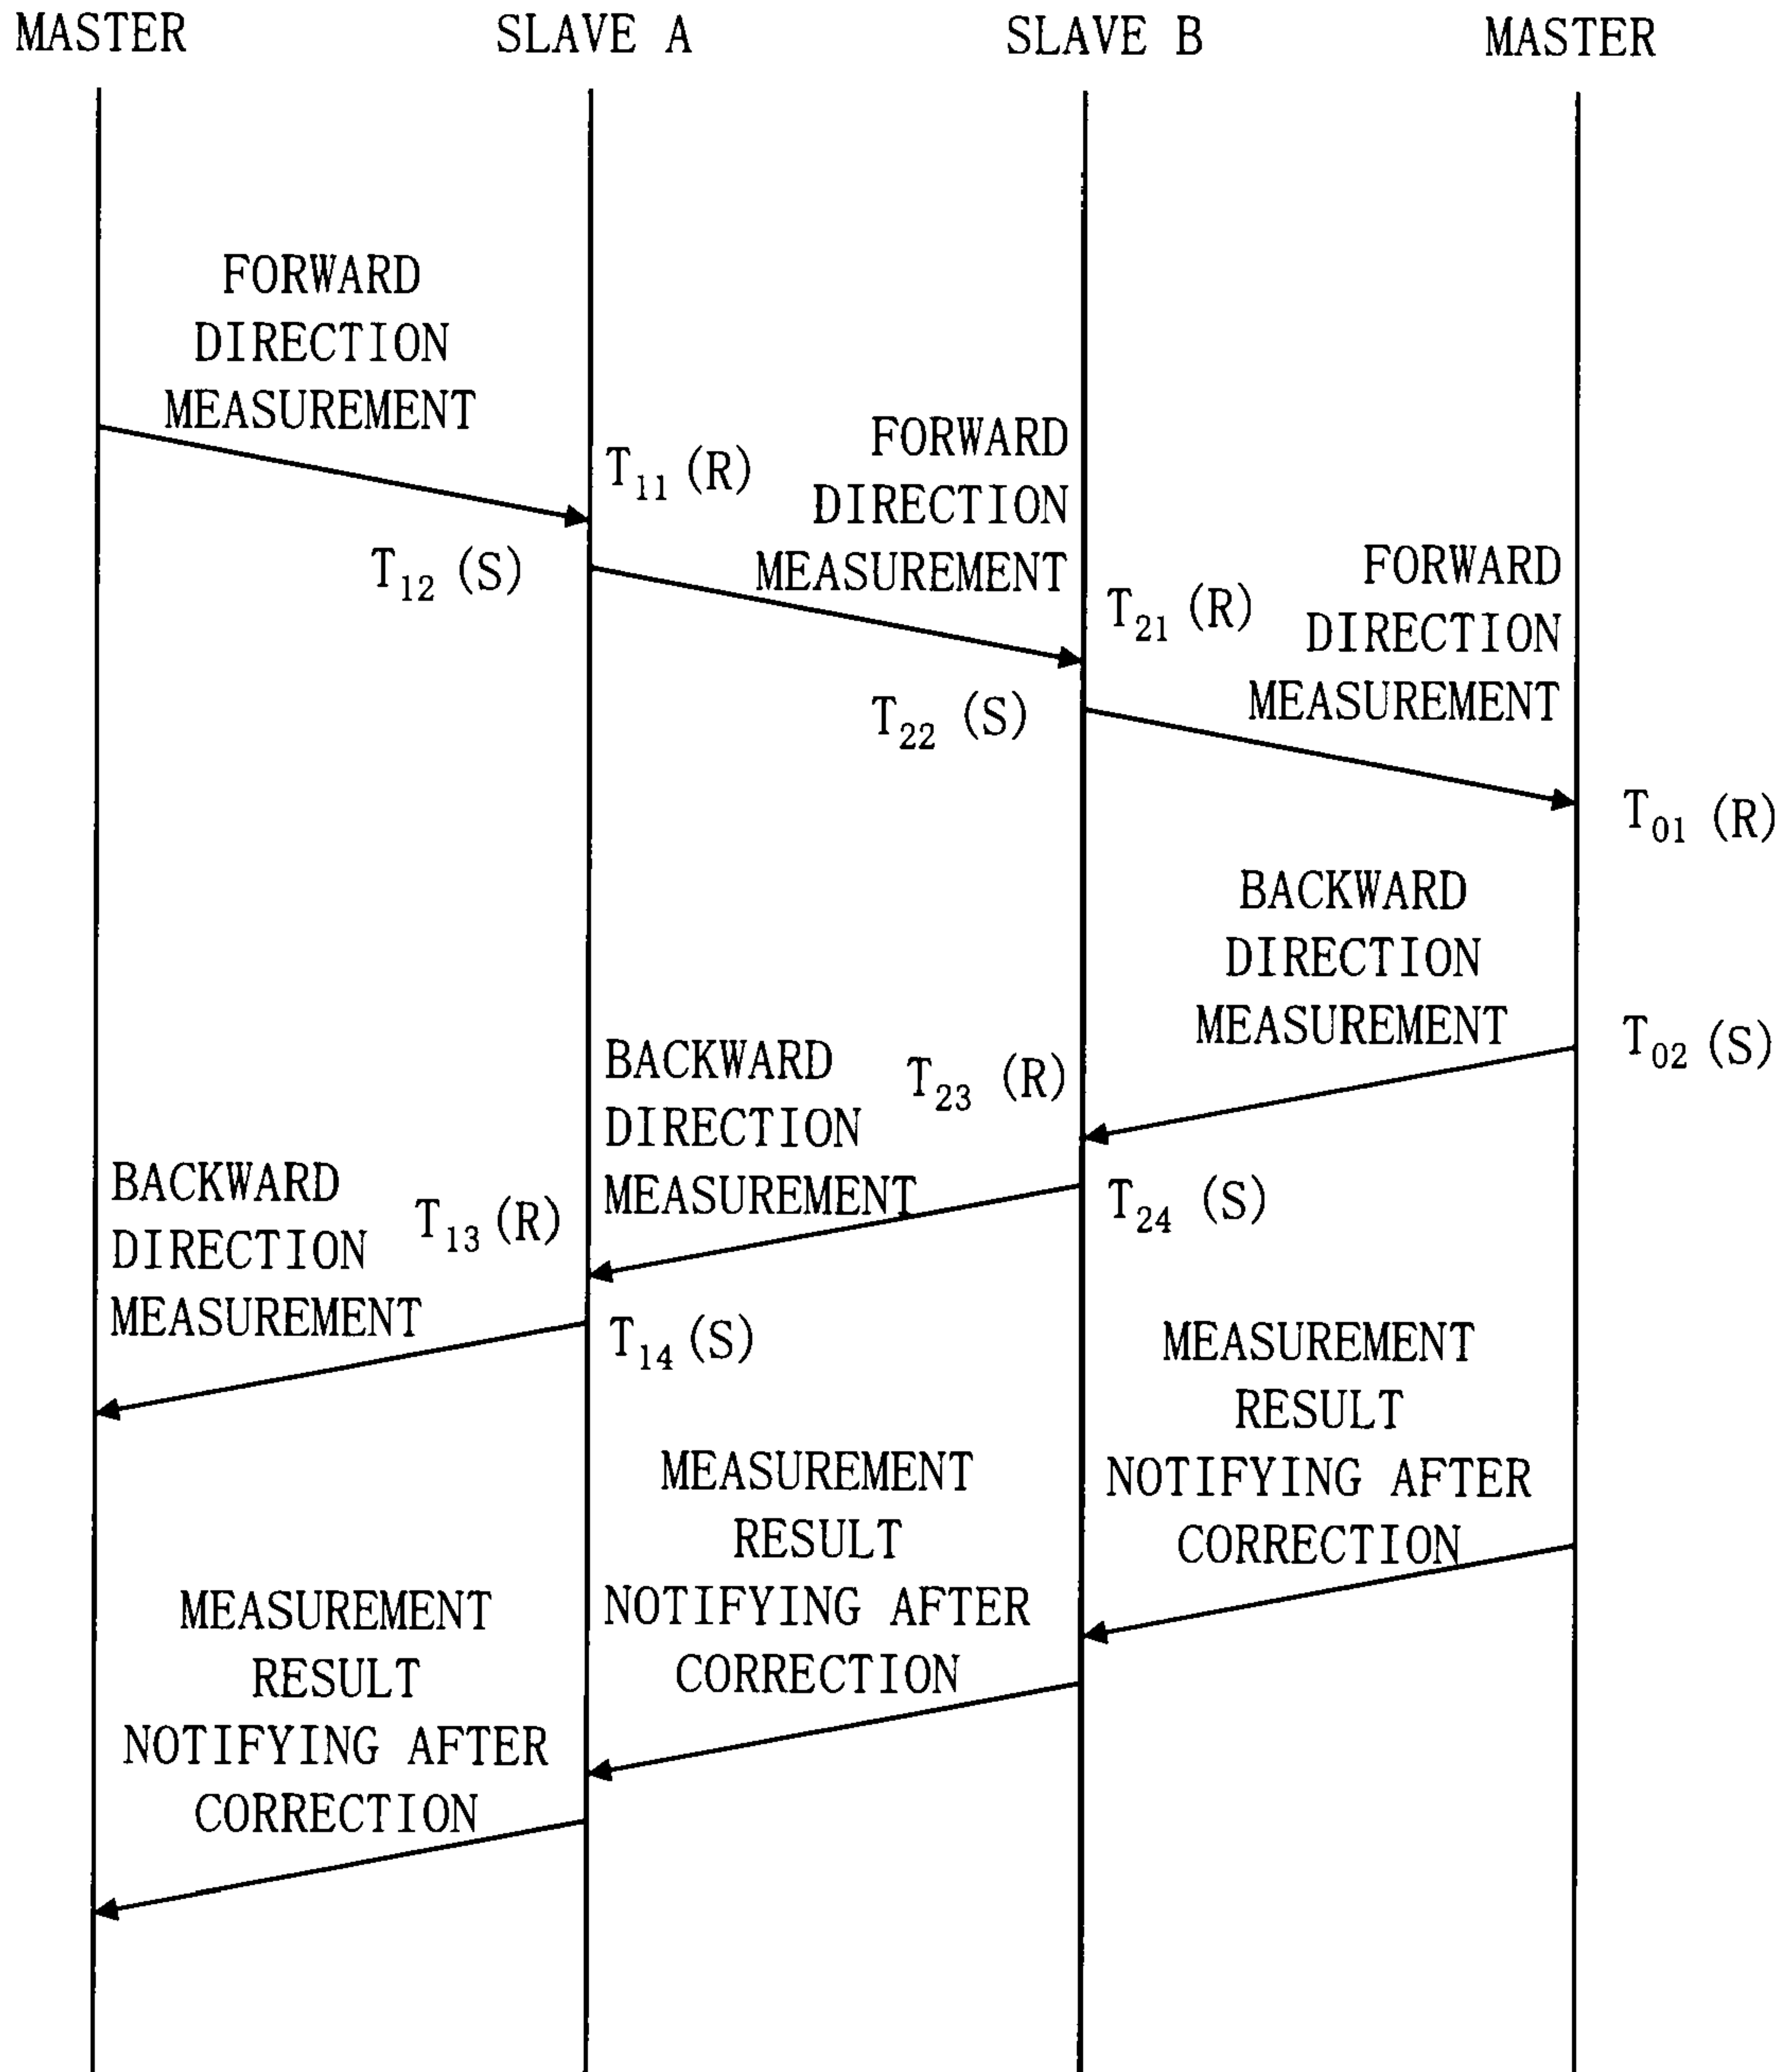 MASTER
SLAVE A
SLAVE B
MASTER
FORWARD
DIRECTION
MEASUREMENT
T11 (R)
T12 (S)
FORWARD
DIRECTION
MEASUREMENT
T21 (R)
T22 (S)
FORWARD
DIRECTION
MEASUREMENT
T01 (R)
BACKWARD
DIRECTION
MEASUREMENT
T02 (S)
T23 (R)
BACKWARD
DIRECTION
MEASUREMENT
T24 (S)
T13 (R)
BACKWARD
DIRECTION
MEASUREMENT
T14 (S)
MEASUREMENT
RESULT
NOTIFYING AFTER
CORRECTION
MEASUREMENT
RESULT
NOTIFYING AFTER
CORRECTION
MEASUREMENT
RESULT
NOTIFYING AFTER
CORRECTION